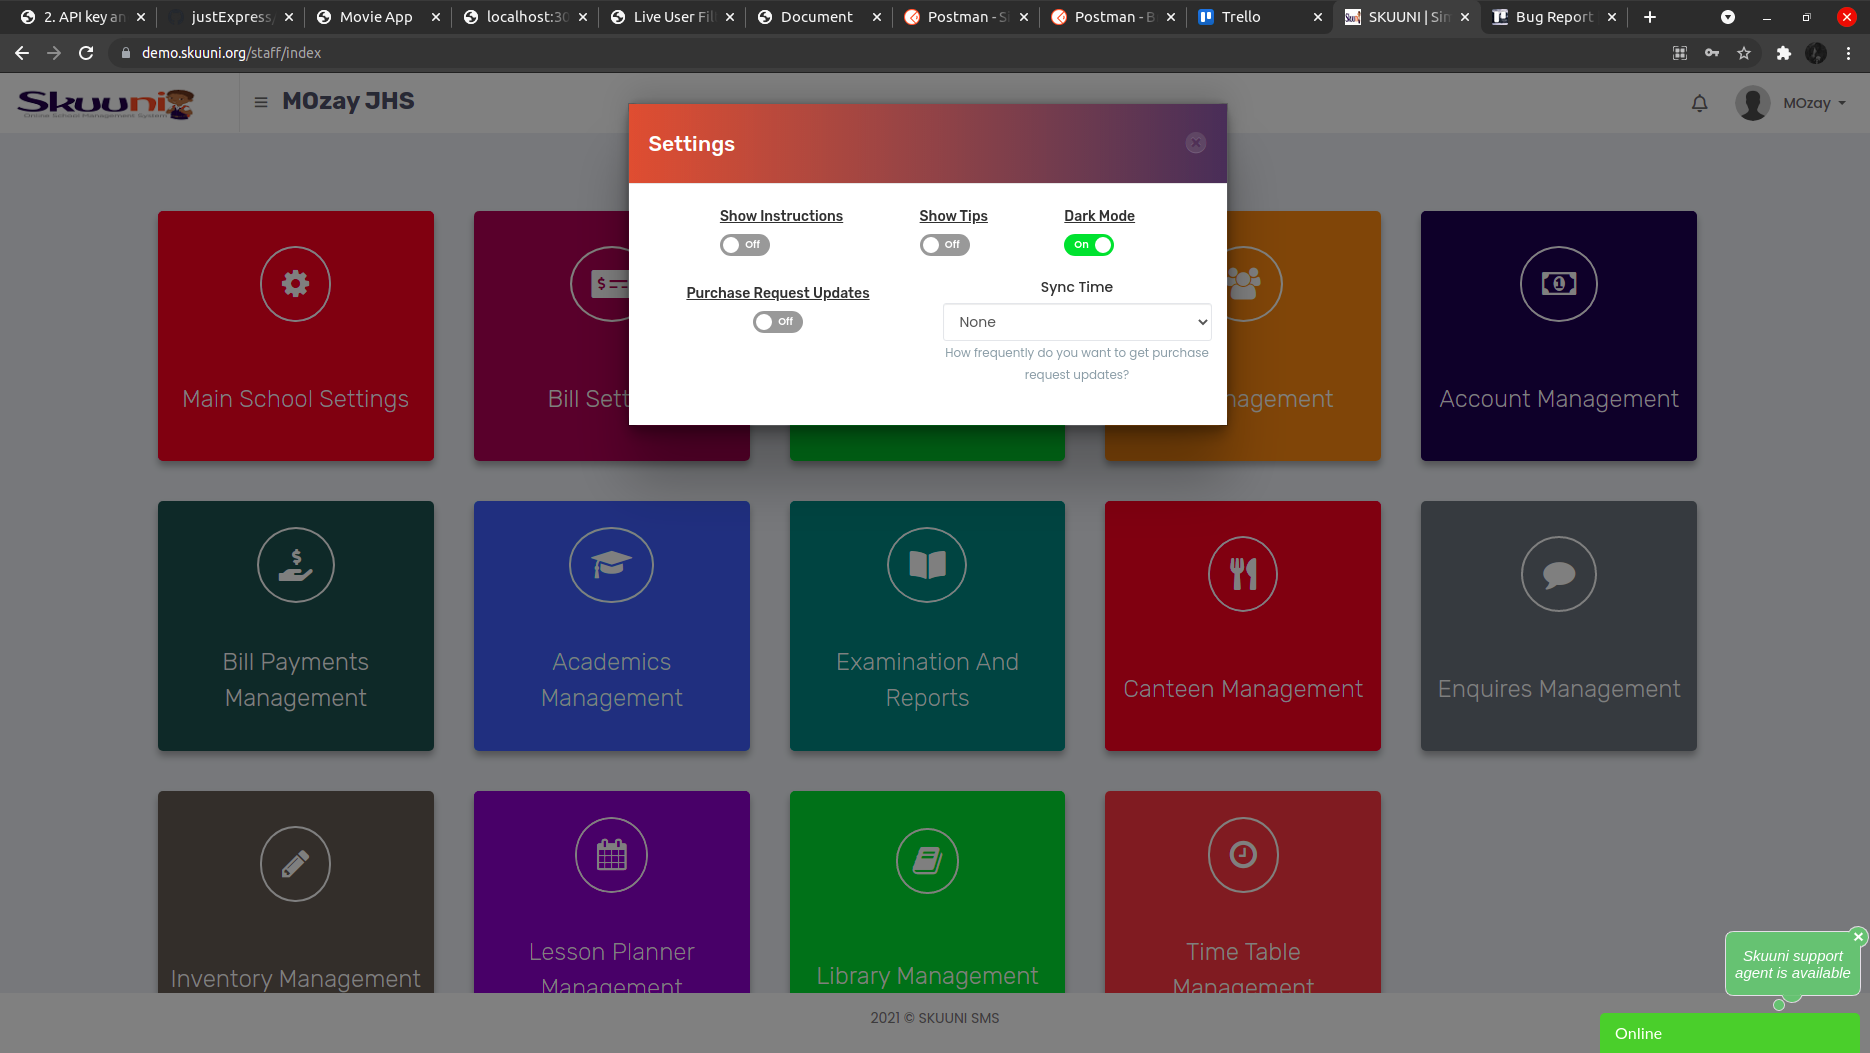 2. API key an
justExpress/
Movie App
localhost:30
Live User Fil
Document
Postman - Si
Postman - B
Trello
SKUUNI | Sim
Bug Report
demo.skuuni.org/staff/index
Skuuni
Online School Management System
MOzay JHS
MOzay
Settings
Show Instructions
Show Tips
Dark Mode
Off
Off
On
Purchase Request Updates
Sync Time
Off
None
How frequently do you want to get purchase
request updates?
Main School Settings
Bill Sett
nagement
Account Management
Bill Payments
Management
Academics
Management
Examination And
Reports
Canteen Management
Enquires Management
Inventory Management
Lesson Planner
Management
Library Management
Time Table
Management
Skuuni support
agent is available
2021 © SKUUNI SMS
Online